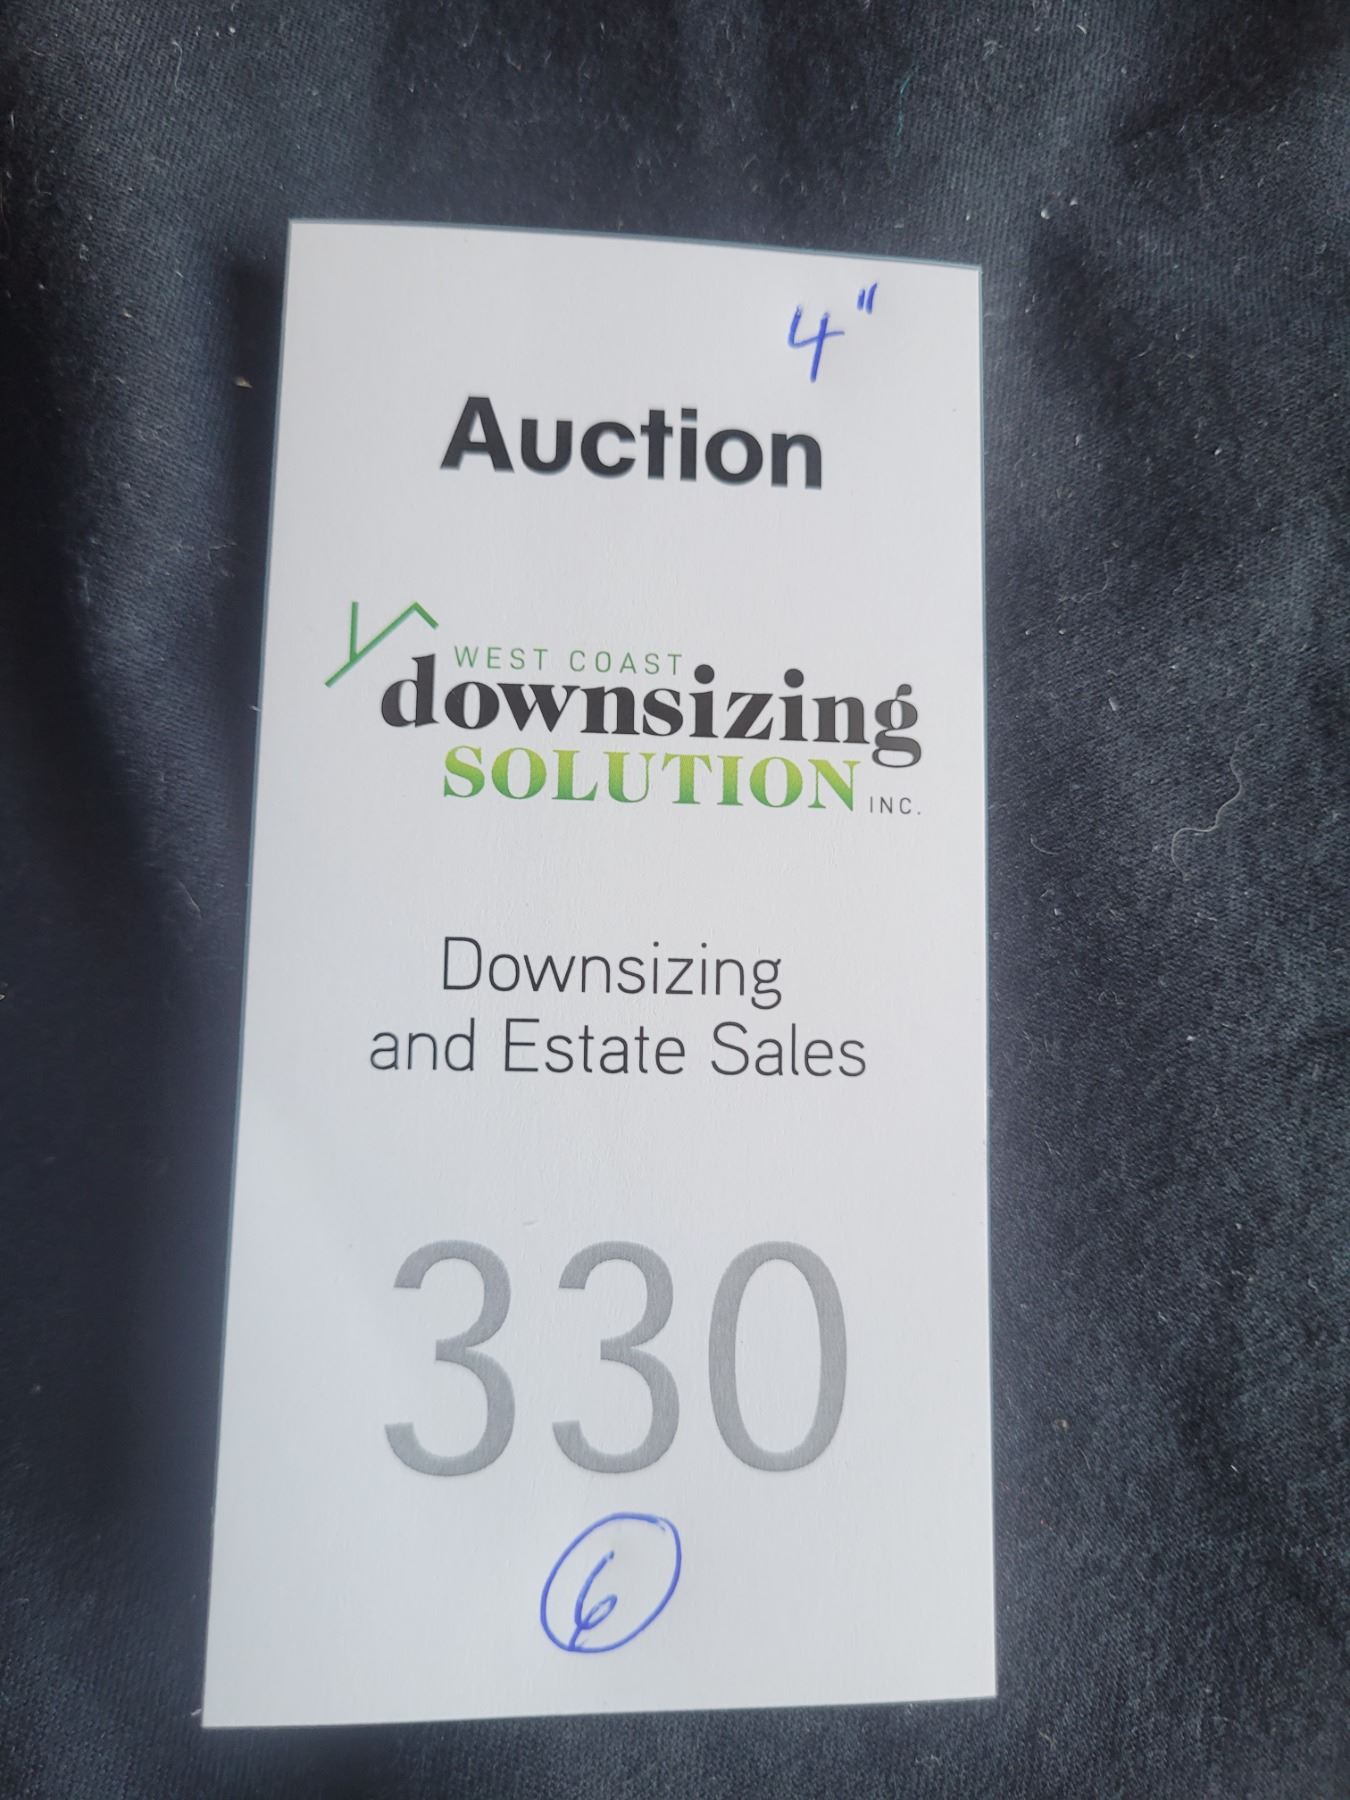 4"
Auction
WEST COAST
downsizing
SOLUTION INC.
Downsizing
and Estate Sales
330
6